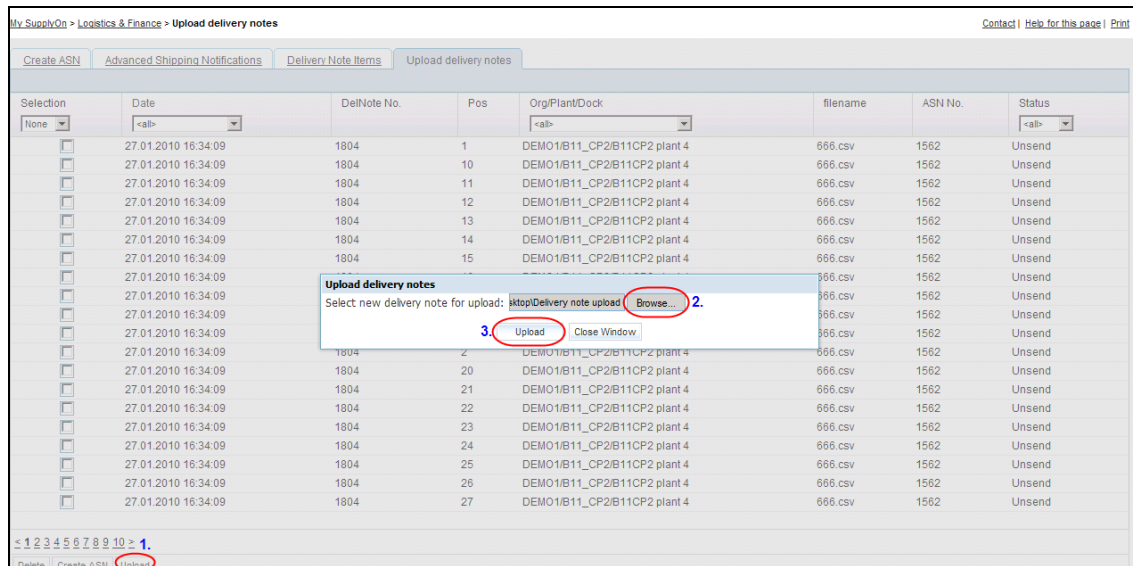 My SupplyOn > Logistics & Finance > Upload delivery notes Contact | Help for this page | Print
Create ASN Advanced Shipping Notifications Delivery Note Items Upload delivery notes
Selection Date DelNote No. Pos Org/Plant/Dock filename ASN No. Status
None <all> <all> <all>
27.01.2010 16:34:09 1804 1 DEMO1/B11_CP2/B11CP2 plant 4 666.csv 1562 Unsend
27.01.2010 16:34:09 1804 10 DEMO1/B11_CP2/B11CP2 plant 4 666.csv 1562 Unsend
27.01.2010 16:34:09 1804 11 DEMO1/B11_CP2/B11CP2 plant 4 666.csv 1562 Unsend
27.01.2010 16:34:09 1804 12 DEMO1/B11_CP2/B11CP2 plant 4 666.csv 1562 Unsend
27.01.2010 16:34:09 1804 13 DEMO1/B11_CP2/B11CP2 plant 4 666.csv 1562 Unsend
27.01.2010 16:34:09 1804 14 DEMO1/B11_CP2/B11CP2 plant 4 666.csv 1562 Unsend
27.01.2010 16:34:09 1804 15 DEMO1/B11_CP2/B11CP2 plant 4 666.csv 1562 Unsend
27.01.2010 16:34:09 666.csv 1562 Unsend
Upload delivery notes
27.01.2010 16:34:09 Select new delivery note for upload: sktop\Delivery note upload Browse... 2. 666.csv 1562 Unsend
27.01.2010 16:34:09 666.csv 1562 Unsend
27.01.2010 16:34:09 3. Upload Close Window 666.csv 1562 Unsend
27.01.2010 16:34:09 1804 2 DEMO1/B11_CP2/B11CP2 plant 4 666.csv 1562 Unsend
27.01.2010 16:34:09 1804 20 DEMO1/B11_CP2/B11CP2 plant 4 666.csv 1562 Unsend
27.01.2010 16:34:09 1804 21 DEMO1/B11_CP2/B11CP2 plant 4 666.csv 1562 Unsend
27.01.2010 16:34:09 1804 22 DEMO1/B11_CP2/B11CP2 plant 4 666.csv 1562 Unsend
27.01.2010 16:34:09 1804 23 DEMO1/B11_CP2/B11CP2 plant 4 666.csv 1562 Unsend
27.01.2010 16:34:09 1804 24 DEMO1/B11_CP2/B11CP2 plant 4 666.csv 1562 Unsend
27.01.2010 16:34:09 1804 25 DEMO1/B11_CP2/B11CP2 plant 4 666.csv 1562 Unsend
27.01.2010 16:34:09 1804 26 DEMO1/B11_CP2/B11CP2 plant 4 666.csv 1562 Unsend
27.01.2010 16:34:09 1804 27 DEMO1/B11_CP2/B11CP2 plant 4 666.csv 1562 Unsend
< 1 2 3 4 5 6 7 8 9 10 > 1.
Delete Create ASN Upload